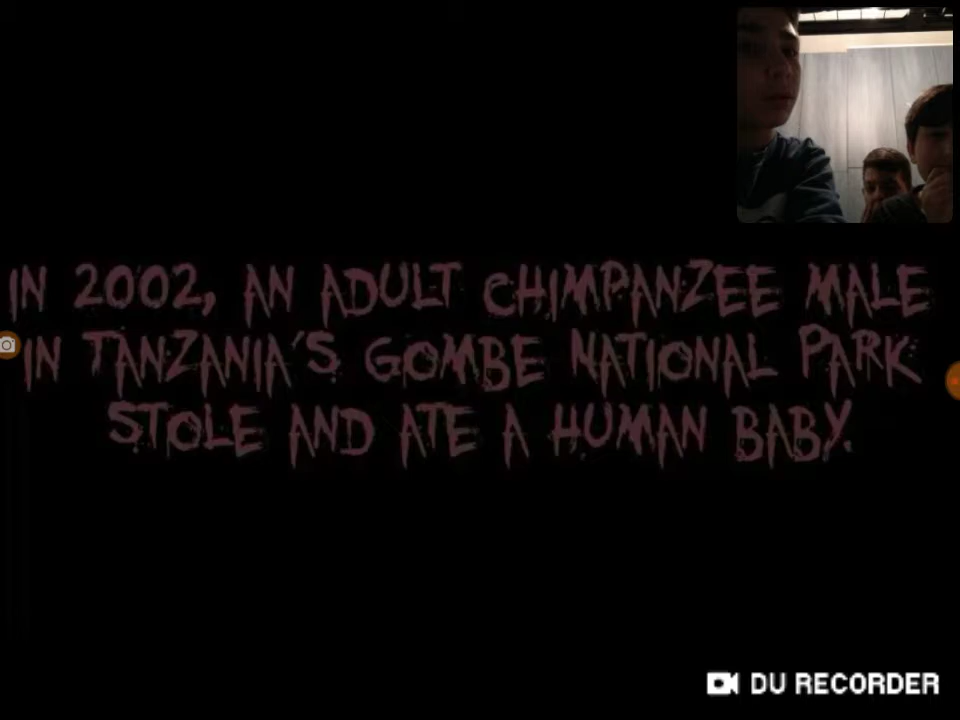 IN 2002, AN ADULT CHIMPANZEE MALE
IN TANZANIA'S GOMBE NATIONAL PARK
STOLE AND ATE A HUMAN BABY.
DU RECORDER